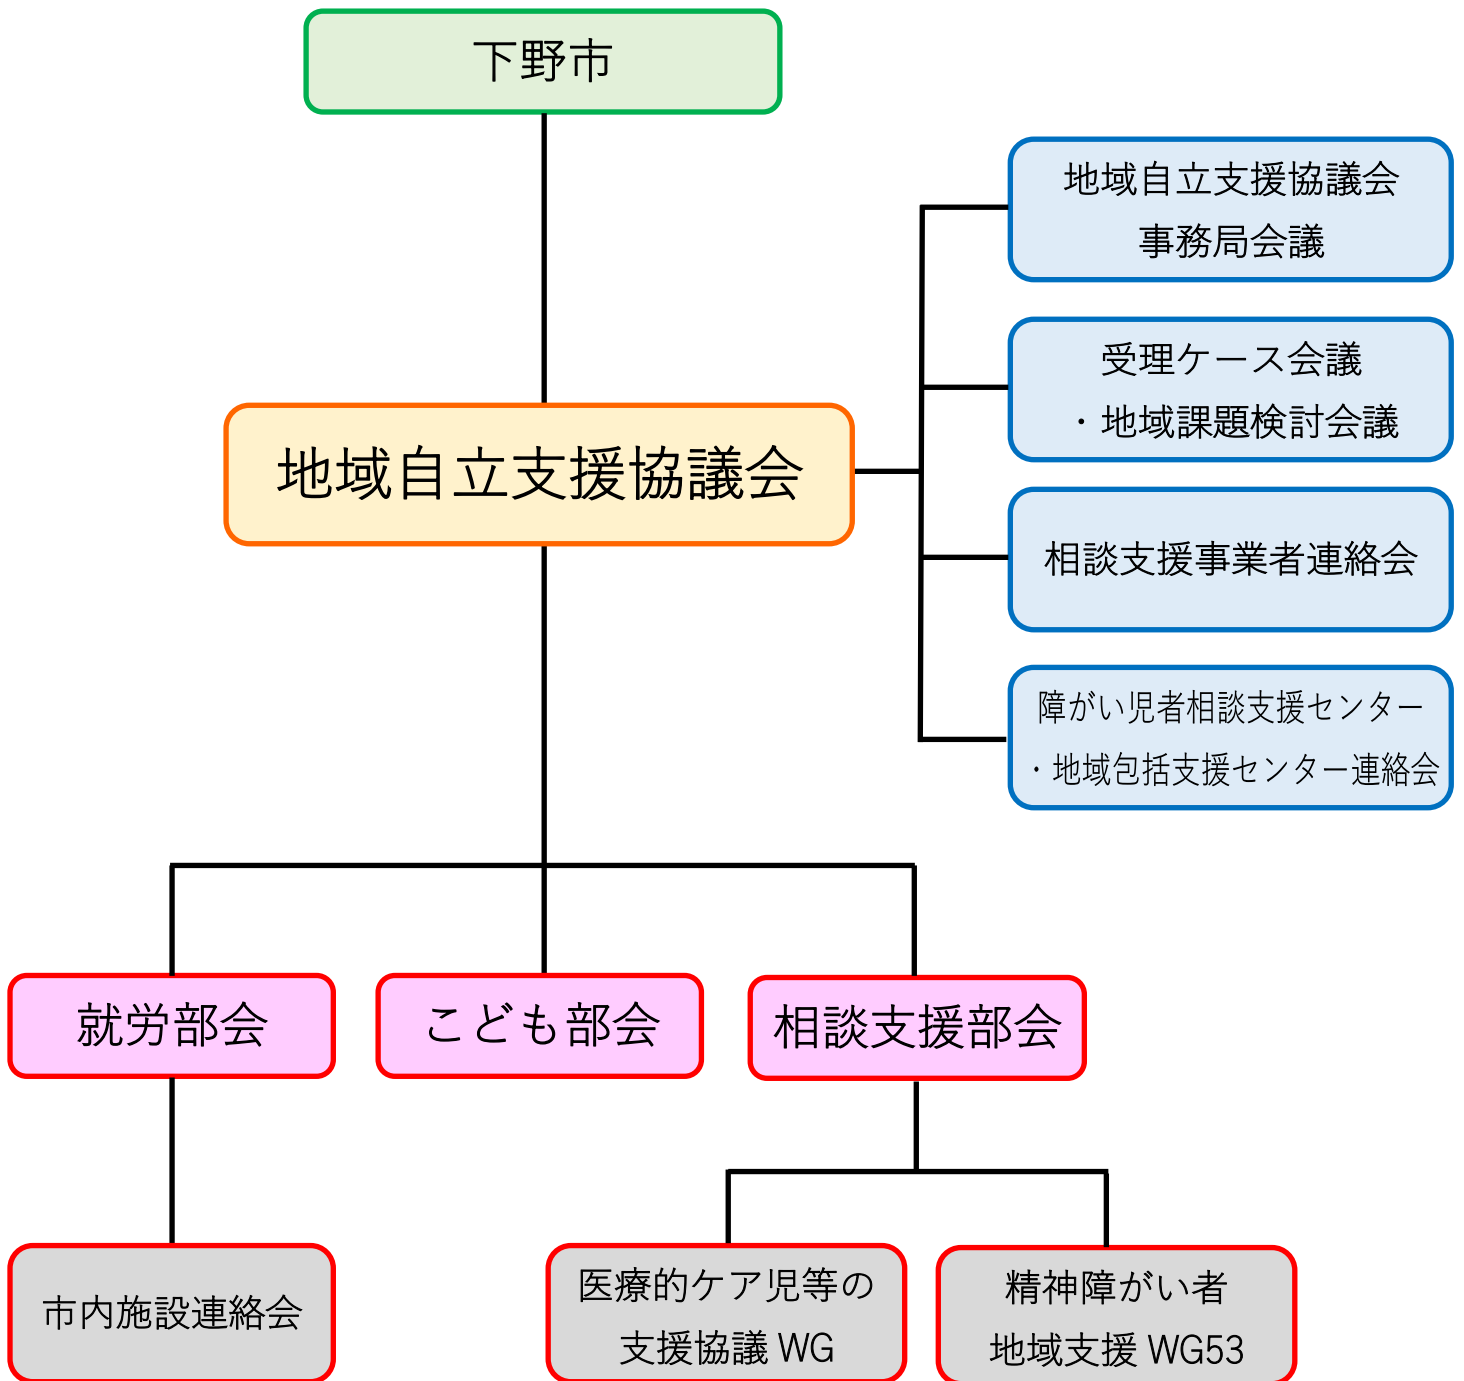 下野市
地域自立支援協議会
事務局会議
受理ケース会議
・地域課題検討会議
地域自立支援協議会
相談支援事業者連絡会
障がい児者相談支援センター
・地域包括支援センター連絡会
就労部会
こども部会
相談支援部会
市内施設連絡会
医療的ケア児等の
支援協議 WG
精神障がい者
地域支援 WG53